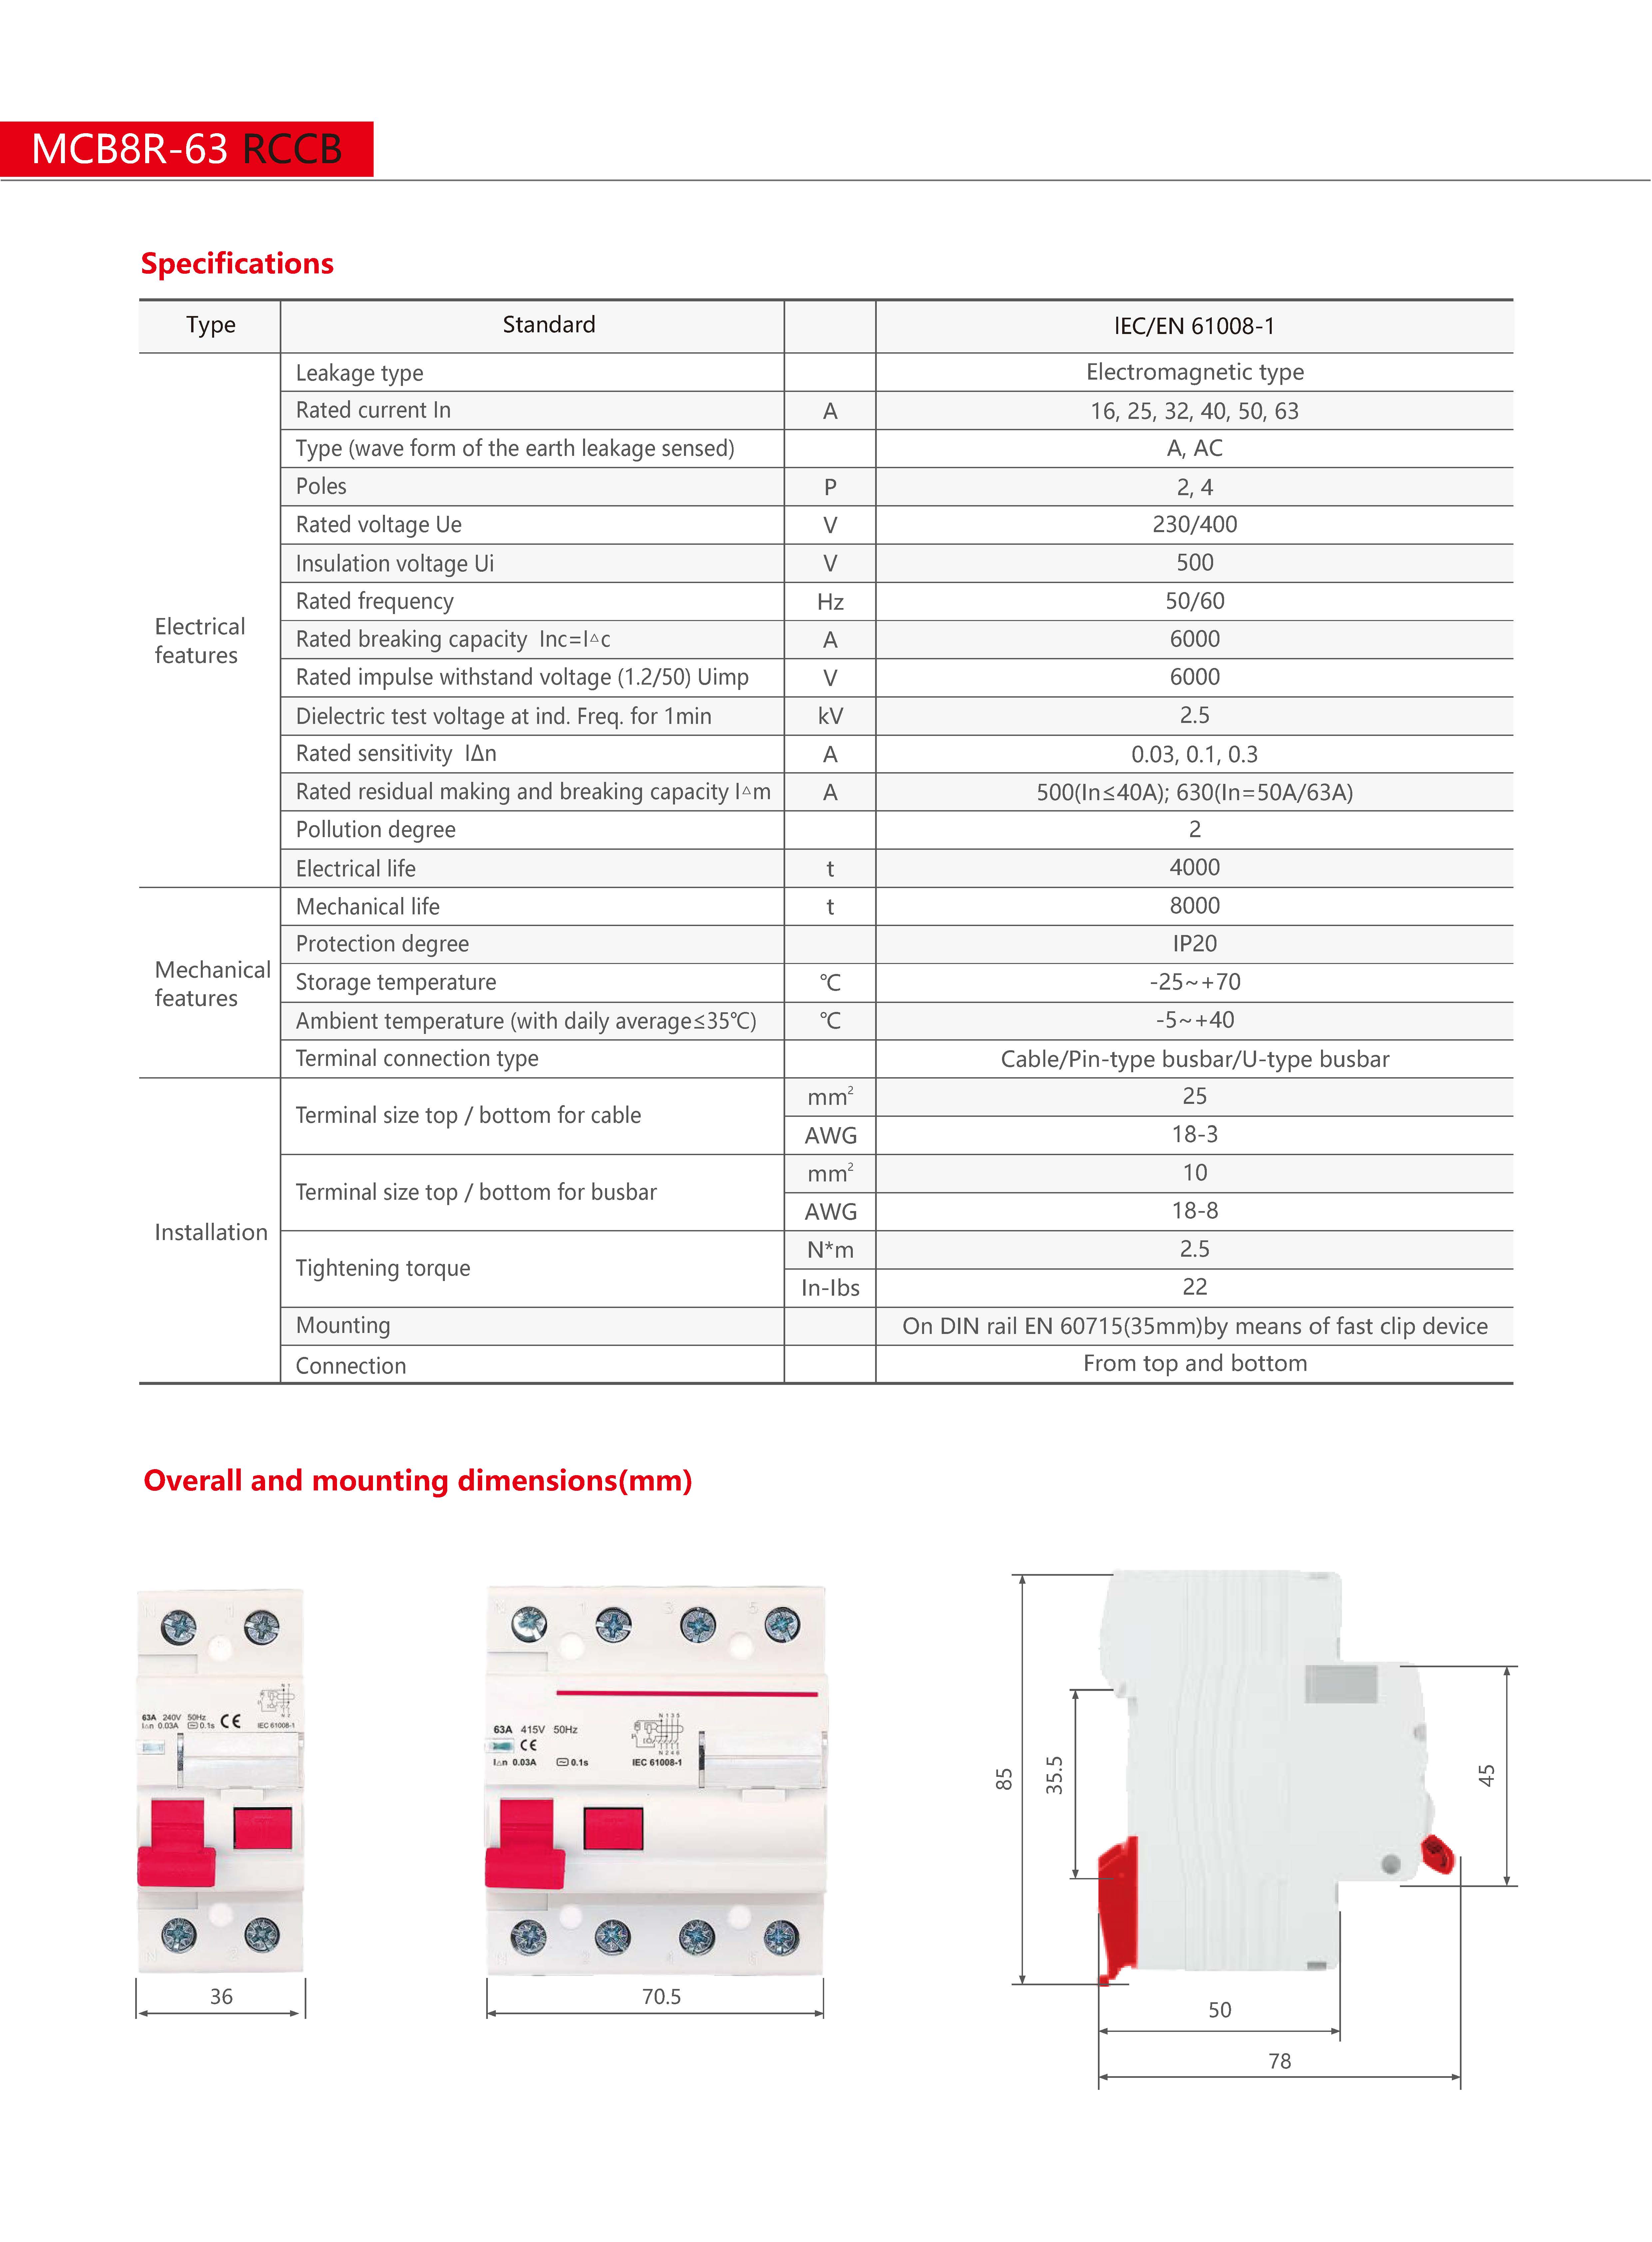 MCB8R-63 RCCB
Specifications
Type Standard IEC/EN 61008-1
Electrical features
Leakage type Electromagnetic type
Rated current In A 16, 25, 32, 40, 50, 63
Type (wave form of the earth leakage sensed) A, AC
Poles P 2, 4
Rated voltage Ue V 230/400
Insulation voltage Ui V 500
Rated frequency Hz 50/60
Rated breaking capacity Inc=I△c A 6000
Rated impulse withstand voltage (1.2/50) Uimp V 6000
Dielectric test voltage at ind. Freq. for 1min kV 2.5
Rated sensitivity IΔn A 0.03, 0.1, 0.3
Rated residual making and breaking capacity I△m A 500(In≤40A); 630(In=50A/63A)
Pollution degree 2
Electrical life t 4000
Mechanical features
Mechanical life t 8000
Protection degree IP20
Storage temperature ℃ -25~+70
Ambient temperature (with daily average≤35℃) ℃ -5~+40
Terminal connection type Cable/Pin-type busbar/U-type busbar
Installation
Terminal size top / bottom for cable mm² 25
AWG 18-3
Terminal size top / bottom for busbar mm² 10
AWG 18-8
Tightening torque N*m 2.5
In-Ibs 22
Mounting On DIN rail EN 60715(35mm)by means of fast clip device
Connection From top and bottom
Overall and mounting dimensions(mm)
N 1
63A 240V 50Hz
I△n 0.03A 0.1s CE IEC 61008-1
N 2
36
N 1 3 5
63A 415V 50Hz
CE
N 1 3 5
N 2 4 6
I△n 0.03A 0.1s IEC 61008-1
70.5
85
35.5
45
50
78